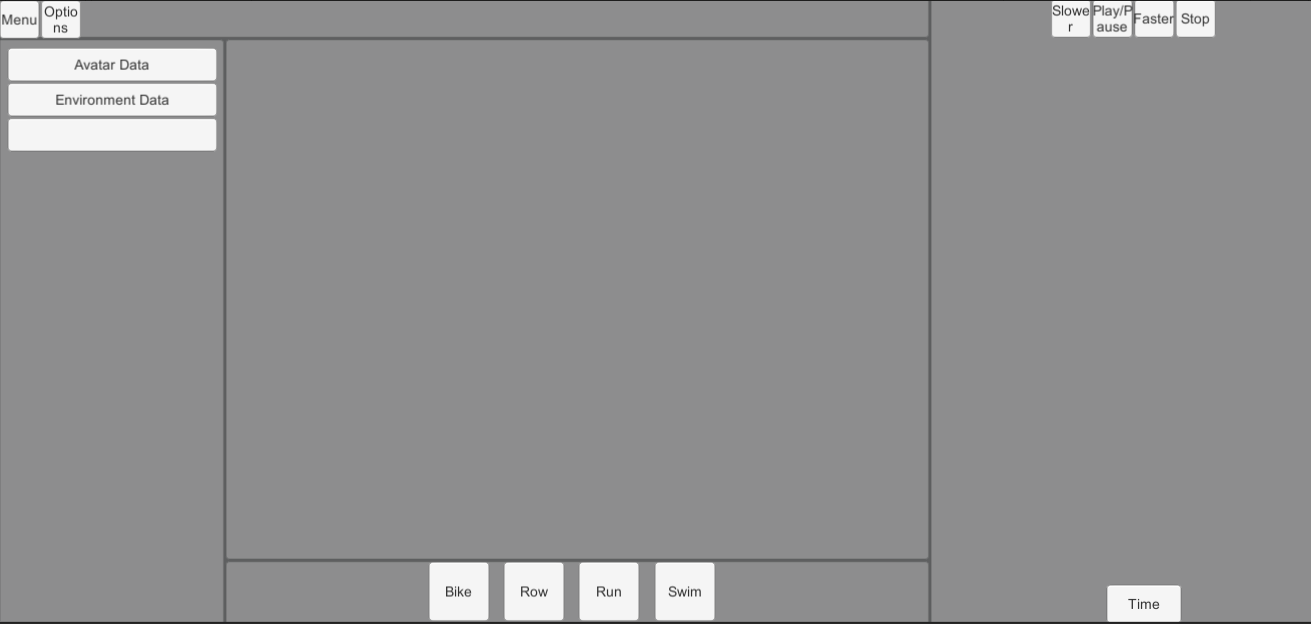 Menu
Optio
ns
Slowe
r
Play/P
ause
Faster
Stop
Avatar Data
Environment Data
Bike
Row
Run
Swim
Time